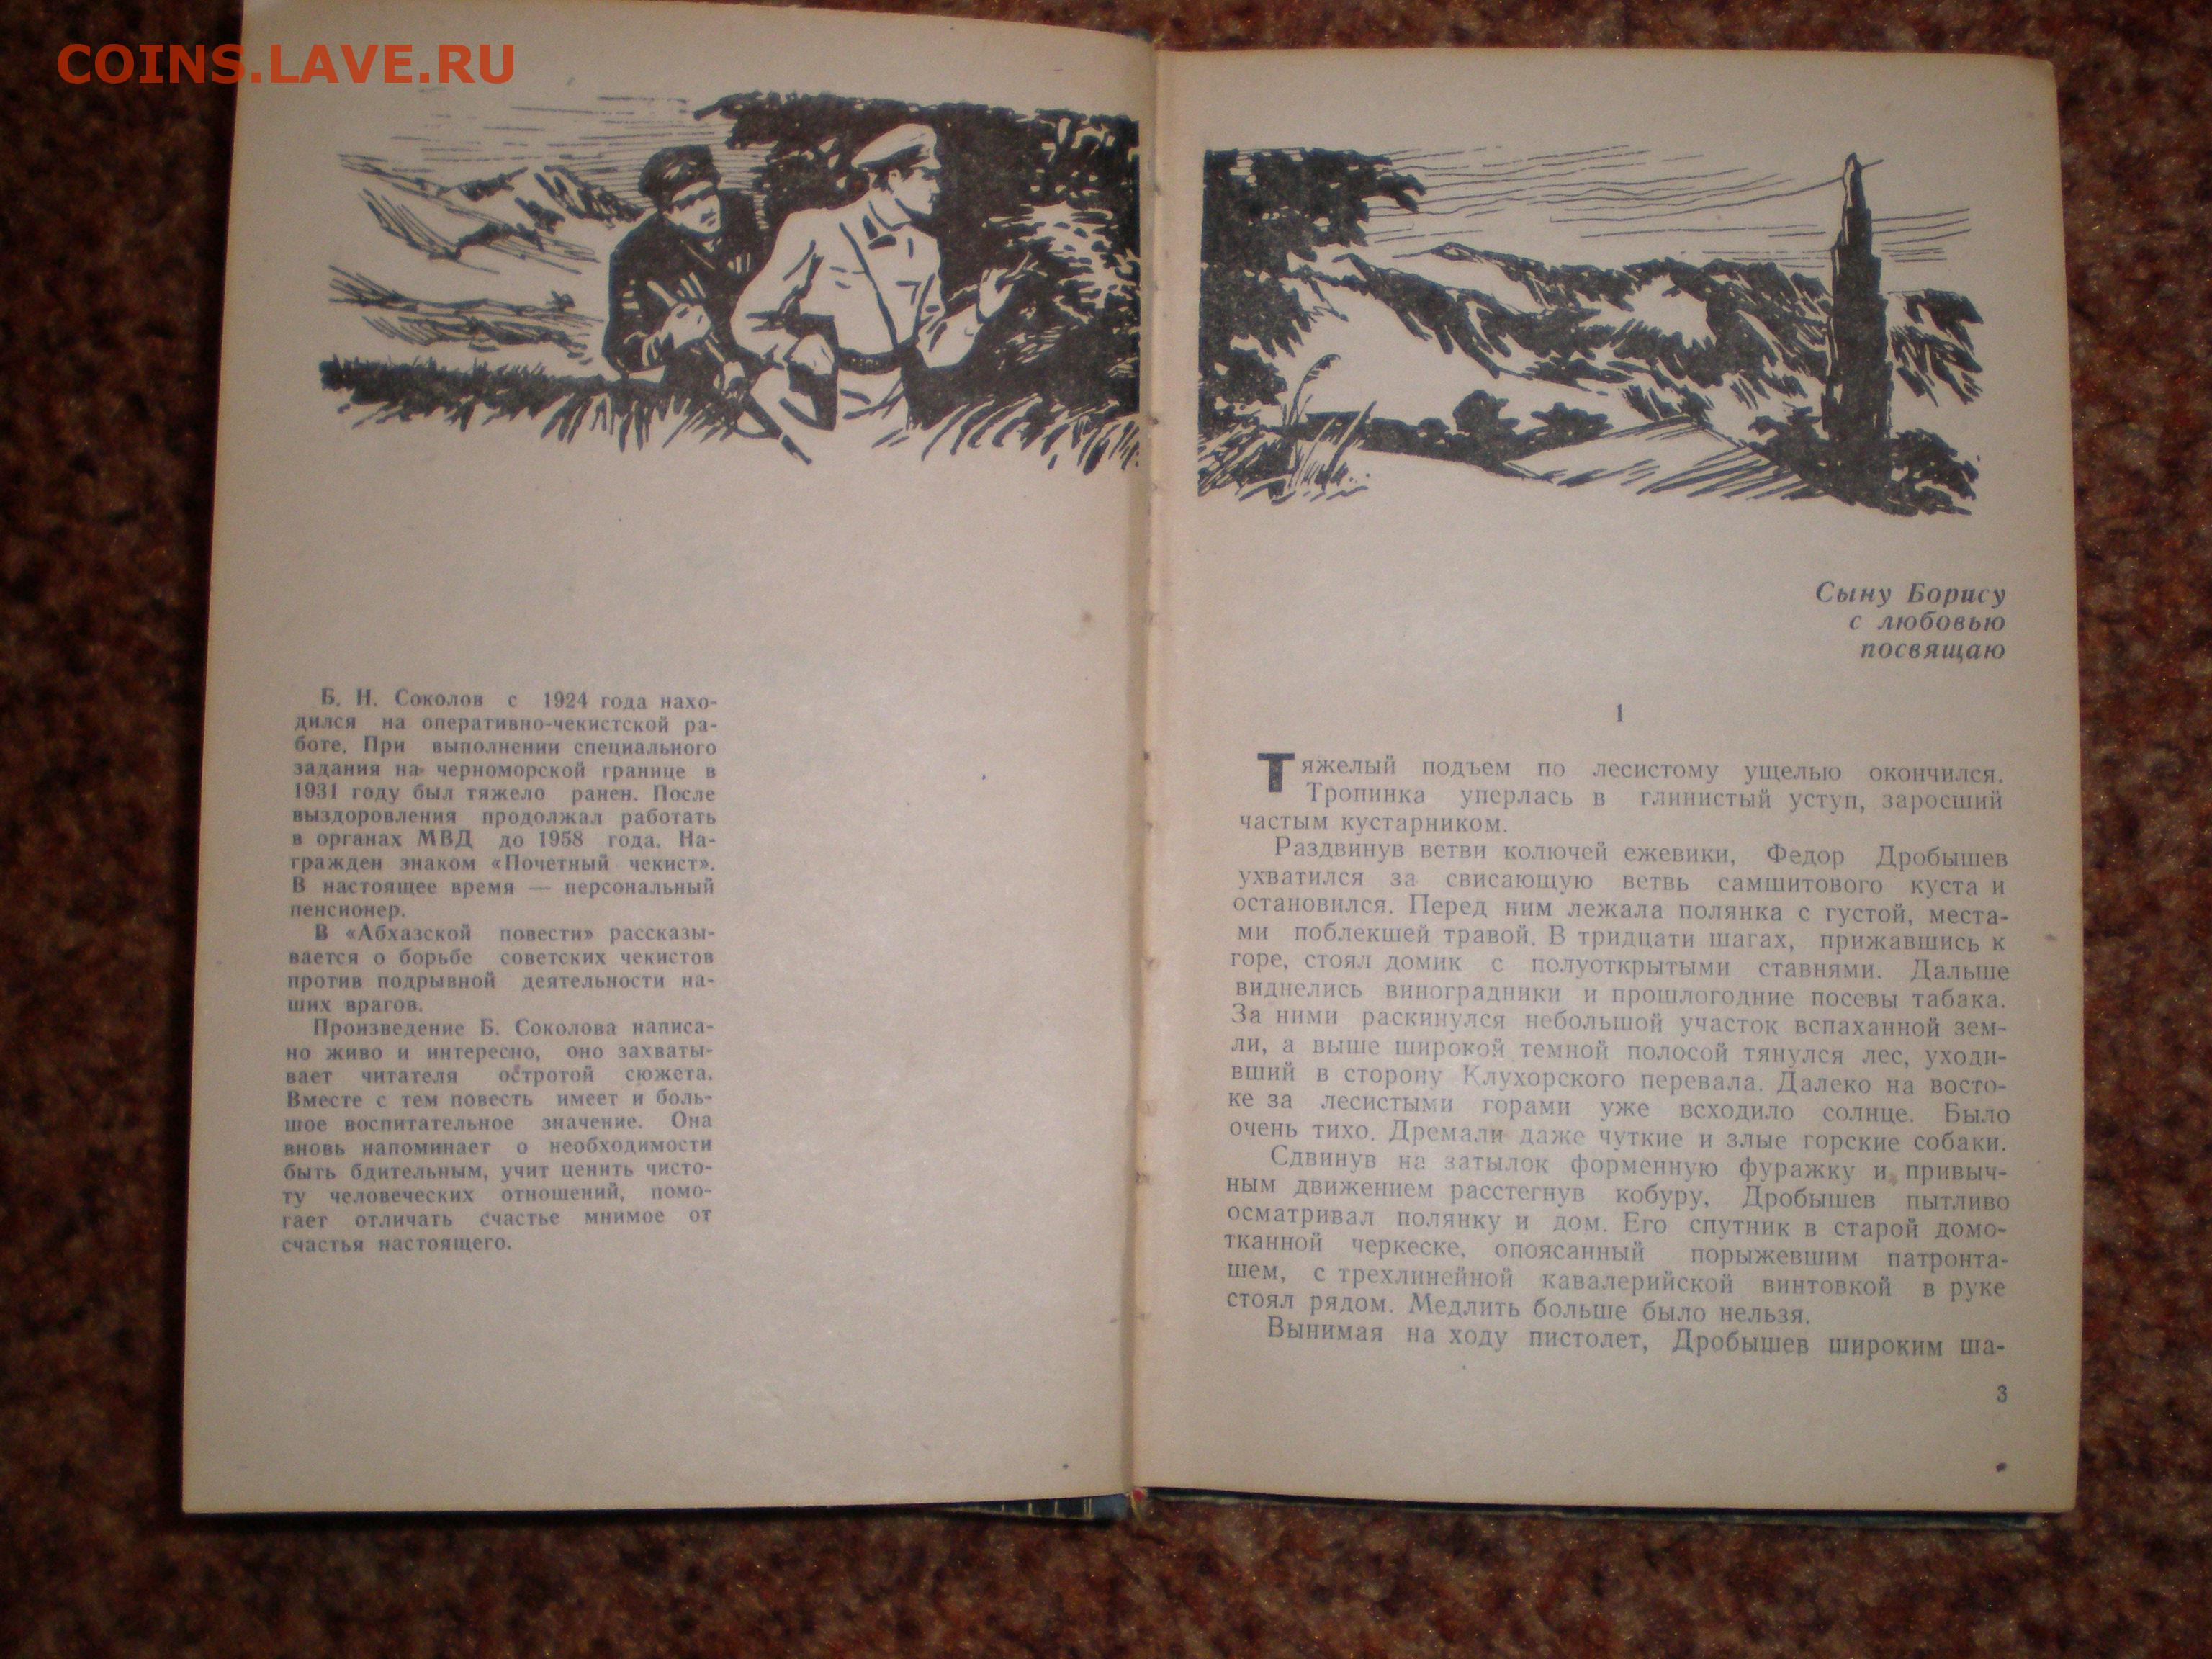 COINS.LAVE.RU
Б. Н. Соколов с 1924 года нахо-
дился на оперативно-чекистской ра-
боте. При выполнении специального
задания на черноморской границе в
1931 году был тяжело ранен. После
выздоровления продолжал работать
в органах МВД до 1958 года. На-
гражден знаком «Почетный чекист».
В настоящее время — персональный
пенсионер.
В «Абхазской повести» рассказы-
вается о борьбе советских чекистов
против подрывной деятельности на-
ших врагов.
Произведение Б. Соколова написа-
но живо и интересно, оно захваты-
вает читателя остротой сюжета.
Вместе с тем повесть имеет и боль-
шое воспитательное значение. Она
вновь напоминает о необходимости
быть бдительным, учит ценить чисто-
ту человеческих отношений, помо-
гает отличать счастье мнимое от
счастья настоящего.
Сыну Борису
с любовью
посвящаю
1
Тяжелый подъем по лесистому ущелью окончился.
Тропинка уперлась в глинистый уступ, заросший
частым кустарником.
Раздвинув ветви колючей ежевики, Федор Дробышев
ухватился за свисающую ветвь самшитового куста и
остановился. Перед ним лежала полянка с густой, места-
ми поблекшей травой. В тридцати шагах, прижавшись к
горе, стоял домик с полуоткрытыми ставнями. Дальше
виднелись виноградники и прошлогодние посевы табака.
За ними раскинулся небольшой участок вспаханной зем-
ли, а выше широкой темной полосой тянулся лес, уходи-
вший в сторону Клухорского перевала. Далеко на восто-
ке за лесистыми горами уже всходило солнце. Было
очень тихо. Дремали даже чуткие и злые горские собаки.
Сдвинув на затылок форменную фуражку и привыч-
ным движением расстегнув кобуру, Дробышев пытливо
осматривал полянку и дом. Его спутник в старой домо-
тканной черкеске, опоясанный порыжевшим патронта-
шем, с трехлинейной кавалерийской винтовкой в руке
стоял рядом. Медлить больше было нельзя.
Вынимая на ходу пистолет, Дробышев широким ша-
3